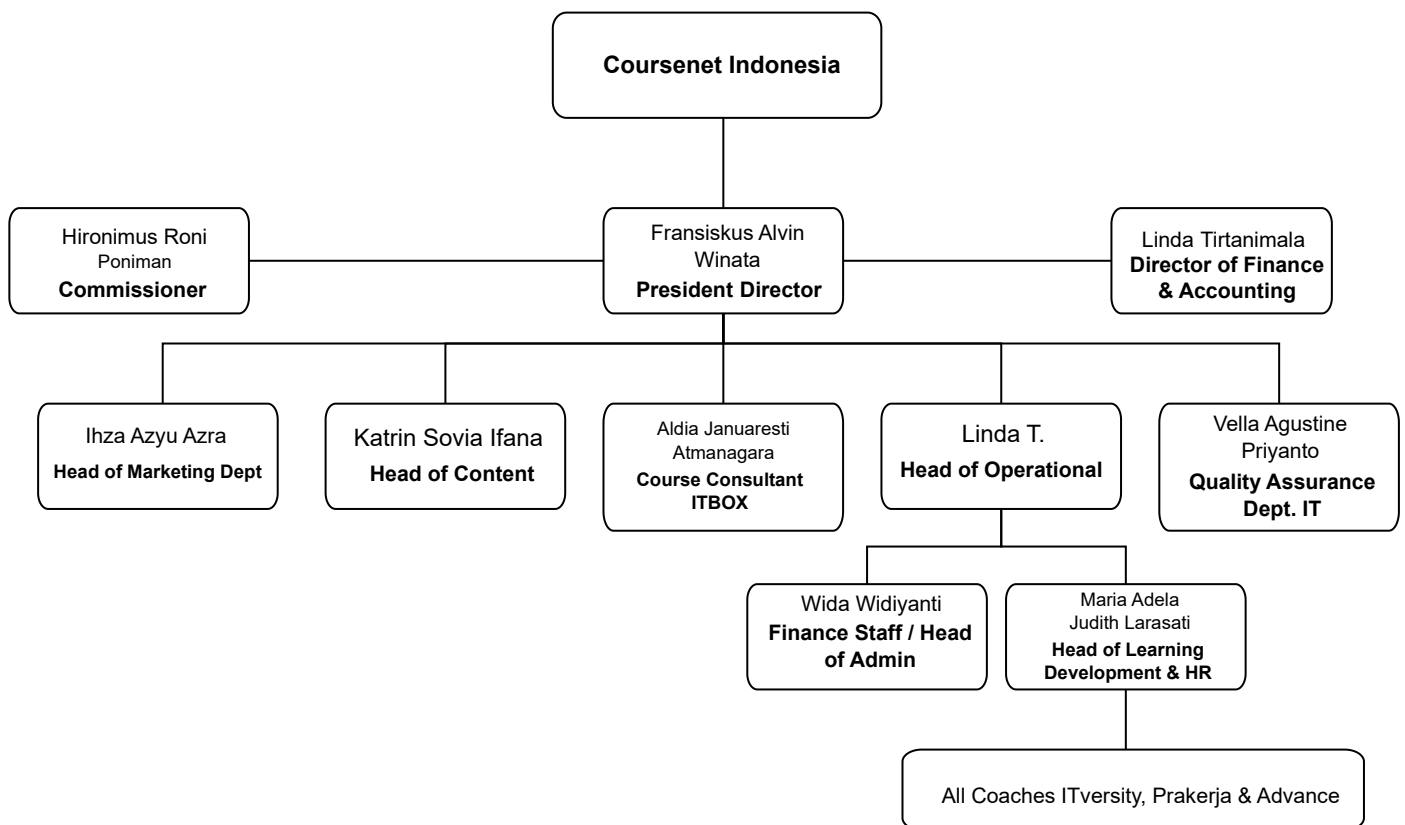 Coursenet Indonesia
Hironimus Roni
Poniman
Commissioner
Fransiskus Alvin
Winata
President Director
Linda Tirtanimala
Director of Finance
& Accounting
Ihza Azyu Azra
Head of Marketing Dept
Katrin Sovia Ifana
Head of Content
Aldia Januaresti
Atmanagara
Course Consultant
ITBOX
Linda T.
Head of Operational
Vella Agustine
Priyanto
Quality Assurance
Dept. IT
Wida Widiyanti
Finance Staff / Head
of Admin
Maria Adela
Judith Larasati
Head of Learning
Development & HR
All Coaches ITversity, Prakerja & Advance